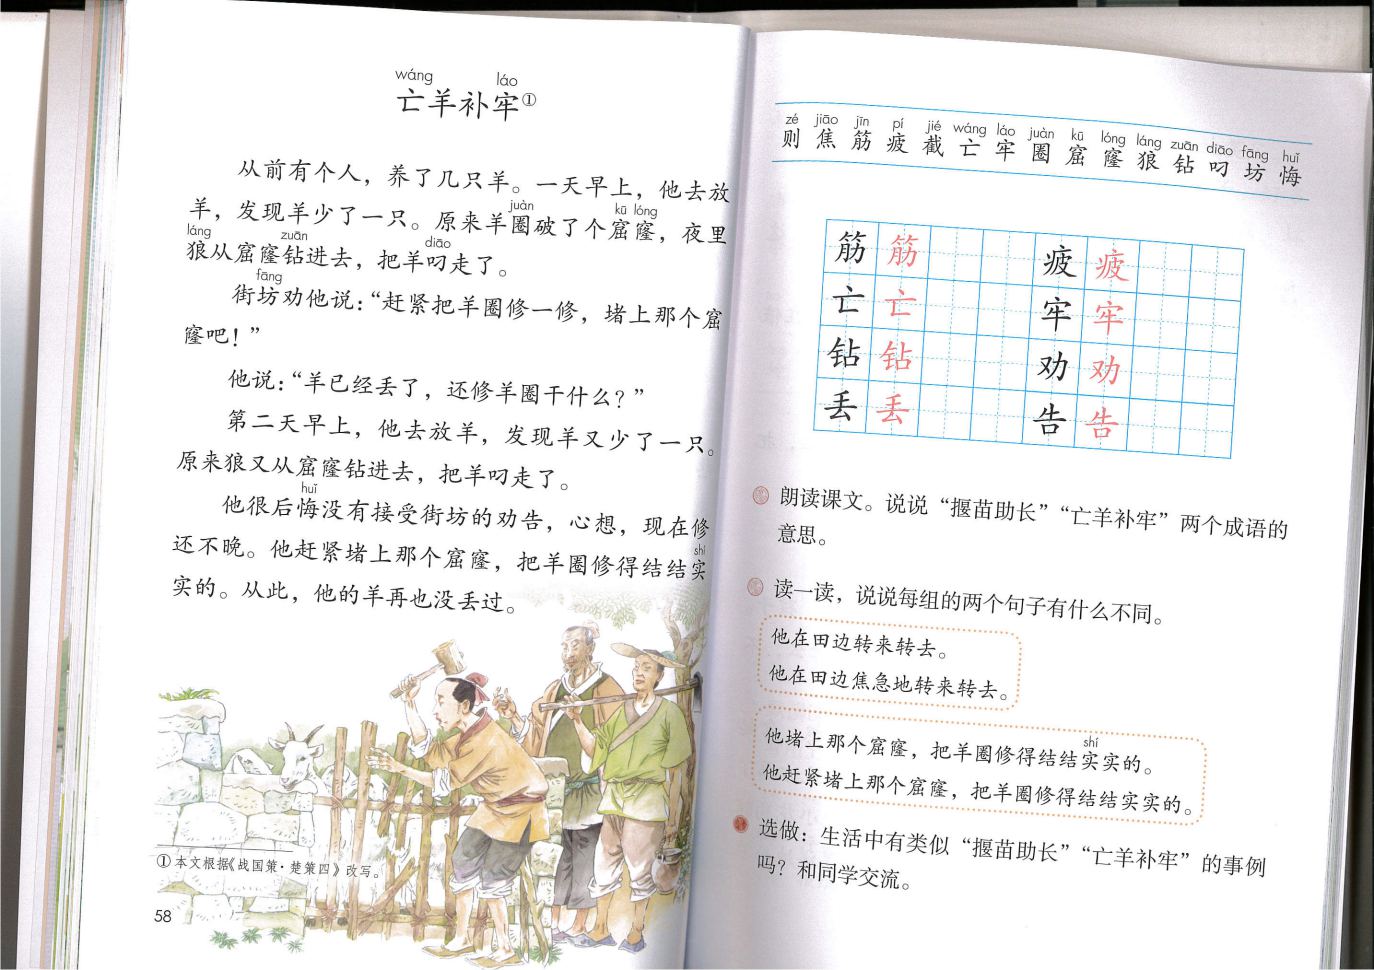 wáng láo
亡羊补牢①
从前有个人，养了几只羊。一天早上，他去放
羊，发现羊少了一只。原来羊圈破了个窟窿，夜里
juàn kū lóng
狼从窟窿钻进去，把羊叼走了。
láng zuān diāo
街坊劝他说：“赶紧把羊圈修一修，堵上那个窟
fāng
窿吧！”
他说：“羊已经丢了，还修羊圈干什么？”
第二天早上，他去放羊，发现羊又少了一只。
原来狼又从窟窿钻进去，把羊叼走了。
他很后悔没有接受街坊的劝告，心想，现在修
huǐ
还不晚。他赶紧堵上那个窟窿，把羊圈修得结结实
shí
实的。从此，他的羊再也没丢过。
①本文根据《战国策·楚策四》改写。
58
zé jiāo jīn pí jié wáng láo juàn kū lóng láng zuān diāo fāng huǐ
则 焦 筋 疲 截 亡 牢 圈 窟 窿 狼 钻 叼 坊 悔
筋 筋 疲 疲
亡 亡 牢 牢
钻 钻 劝 劝
丢 丢 告 告
朗读课文。说说“揠苗助长”“亡羊补牢”两个成语的
意思。
读一读，说说每组的两个句子有什么不同。
他在田边转来转去。
他在田边焦急地转来转去。
shí
他堵上那个窟窿，把羊圈修得结结实实的。
他赶紧堵上那个窟窿，把羊圈修得结结实实的。
选做：生活中有类似“揠苗助长”“亡羊补牢”的事例
吗？和同学交流。